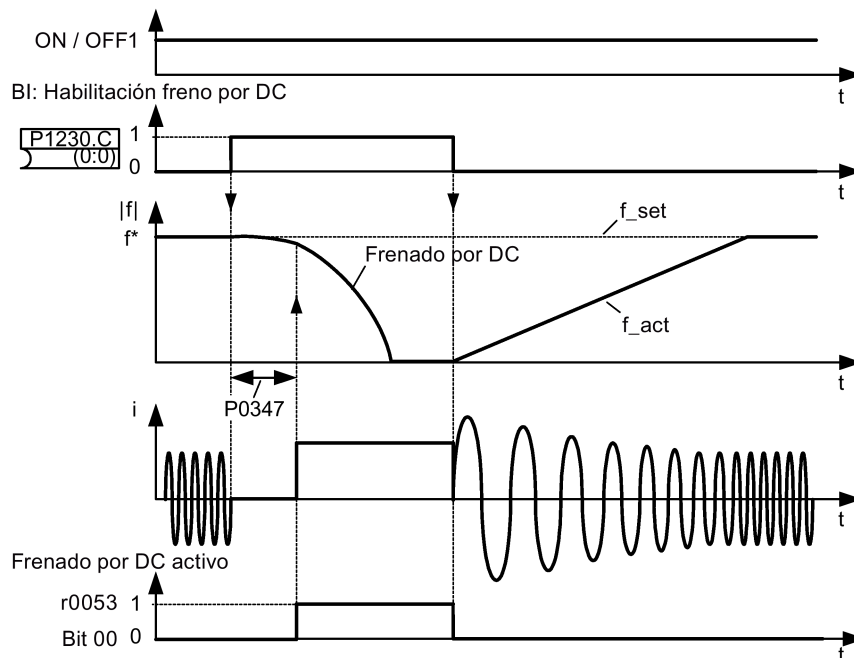 ON / OFF1
t
BI: Habilitación freno por DC
P1230.C
(0:0)
1
0
t
|f|
f*
f_set
Frenado por DC
f_act
t
P0347
i
t
Frenado por DC activo
r0053 1
Bit 00 0
t